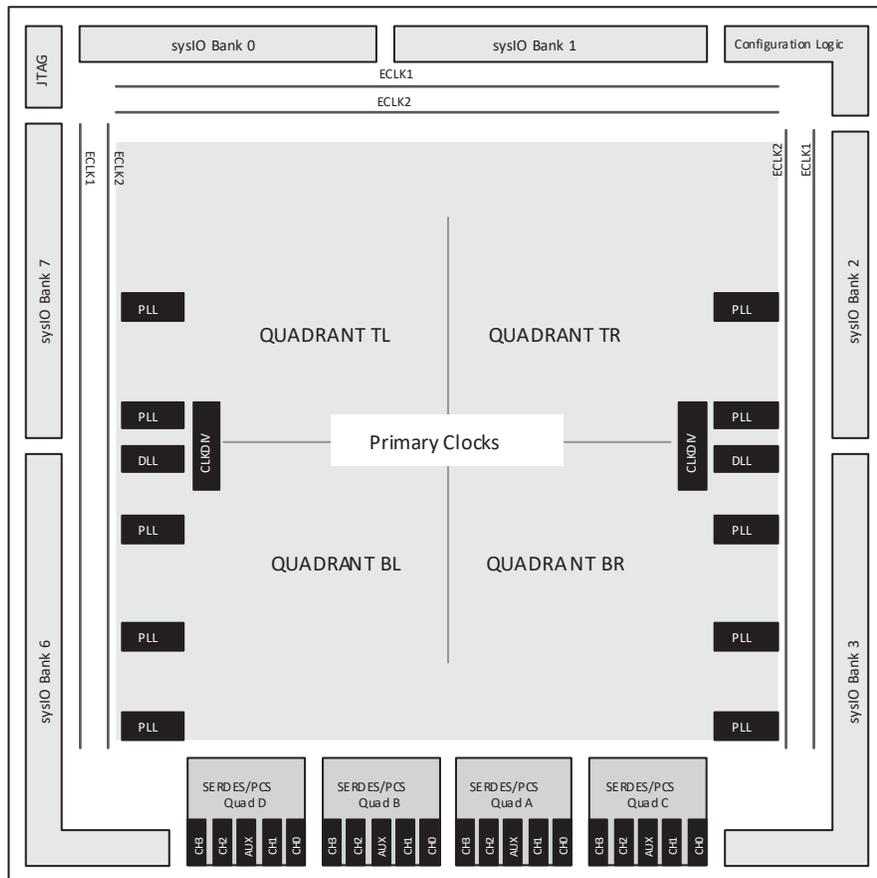 sysIO Bank 0
sysIO Bank 1
Configuration Logic
JTAG
ECLK1
ECLK2
ECLK1
ECLK2
ECLK2
ECLK1
sysIO Bank 7
sysIO Bank 2
PLL
PLL
QUADRANT TL
QUADRANT TR
PLL
PLL
CLKDIV
Primary Clocks
CLKDIV
DLL
DLL
PLL
PLL
QUADRANT BL
QUADRANT BR
PLL
PLL
sysIO Bank 6
sysIO Bank 3
PLL
PLL
SERDES/PCS
Quad D
SERDES/PCS
Quad B
SERDES/PCS
Quad A
SERDES/PCS
Quad C
CH3
CH2
AUX
CH1
CH0
CH3
CH2
AUX
CH1
CH0
CH3
CH2
AUX
CH1
CH0
CH3
CH2
AUX
CH1
CH0